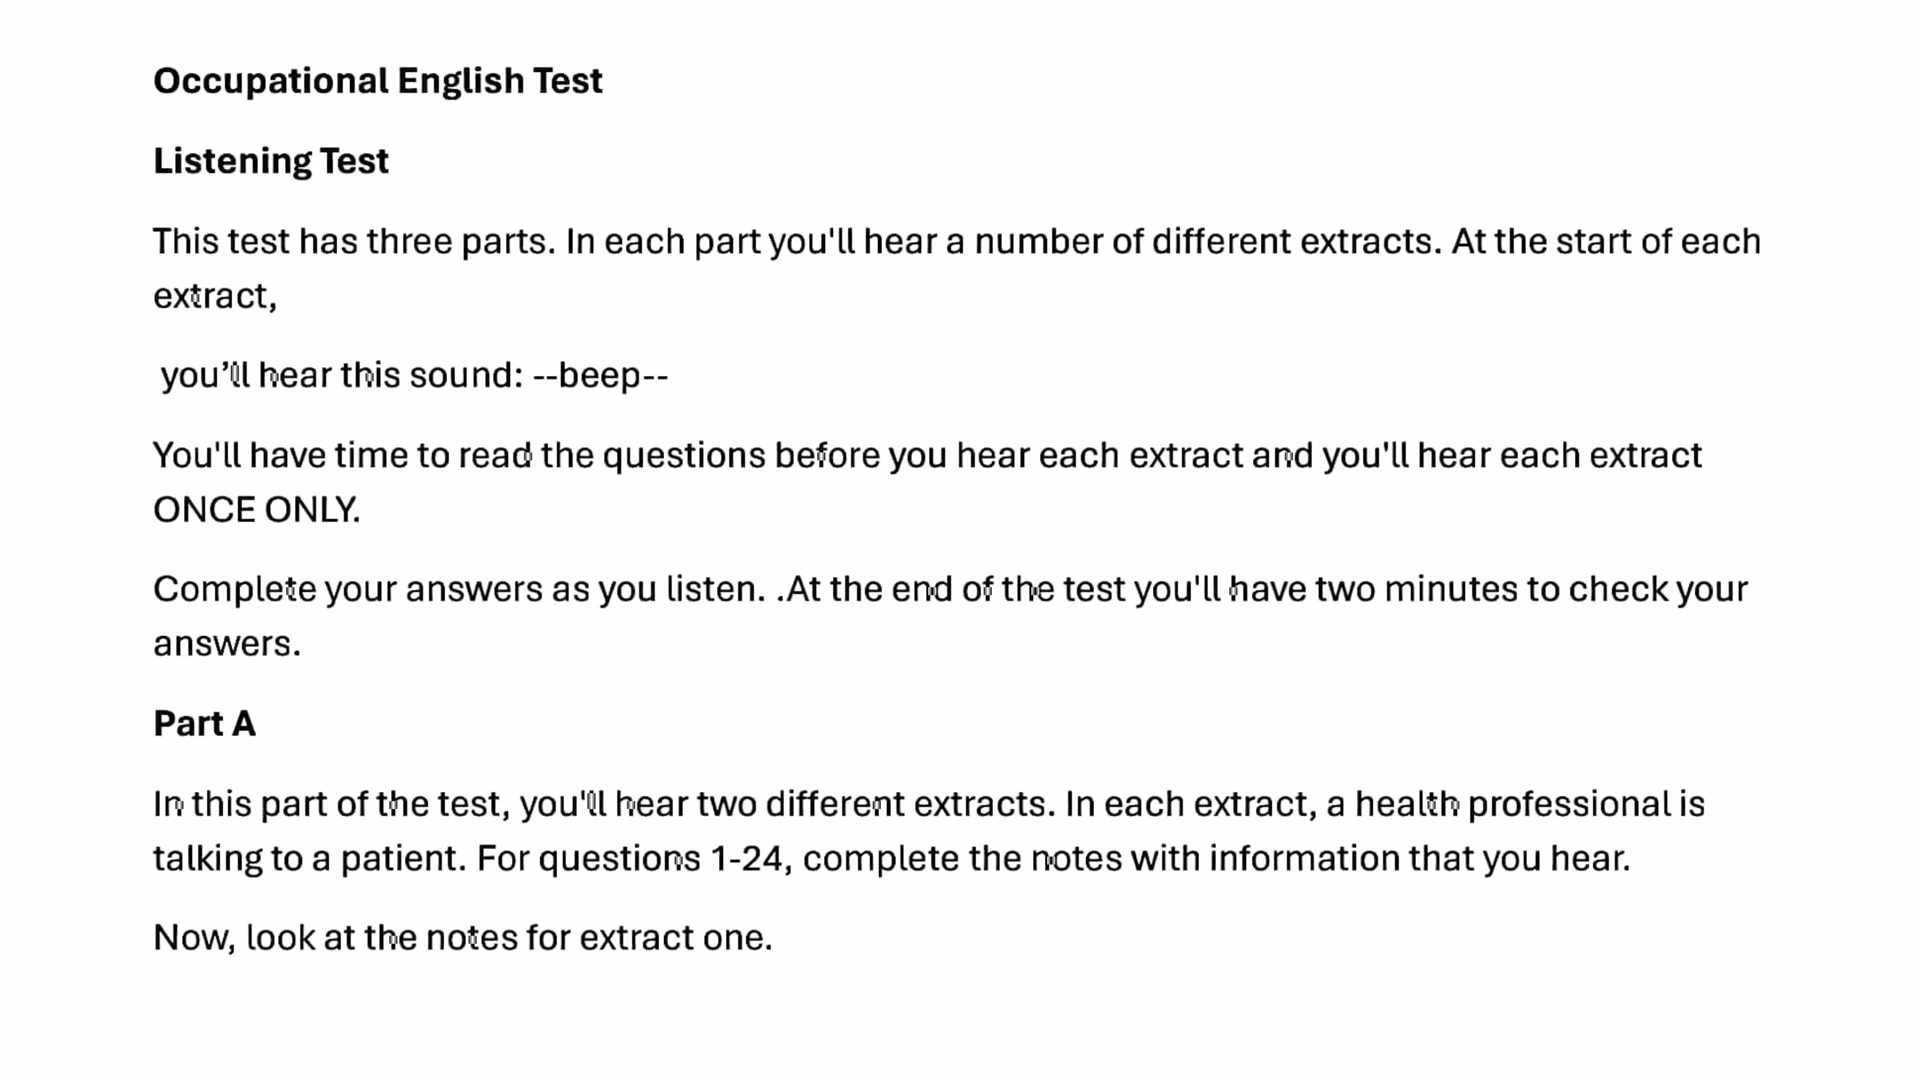 Occupational English Test
Listening Test
This test has three parts. In each part you'll hear a number of different extracts. At the start of each
extract,
you’ll hear this sound: --beep--
You'll have time to read the questions before you hear each extract and you'll hear each extract
ONCE ONLY.
Complete your answers as you listen. .At the end of the test you'll have two minutes to check your
answers.
Part A
In this part of the test, you'll hear two different extracts. In each extract, a health professional is
talking to a patient. For questions 1-24, complete the notes with information that you hear.
Now, look at the notes for extract one.